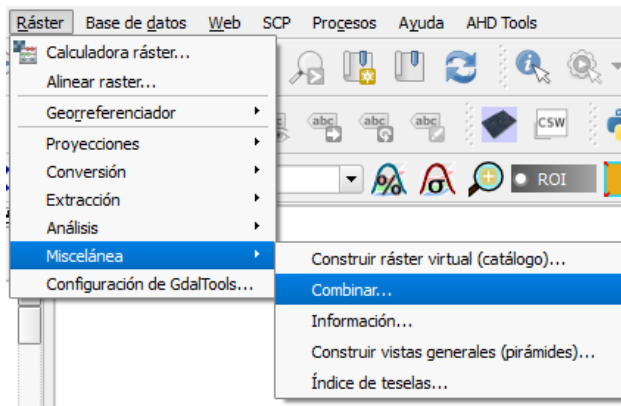 Ráster Base de datos Web SCP Procesos Ayuda AHD Tools
Calculadora ráster...
Alinear raster...
Georreferenciador
Proyecciones
Conversión
Extracción
Análisis
Miscelánea
Configuración de GdalTools...
abc abc abc CSW
% σ ROI
Construir ráster virtual (catálogo)...
Combinar...
Información...
Construir vistas generales (pirámides)...
Índice de teselas...